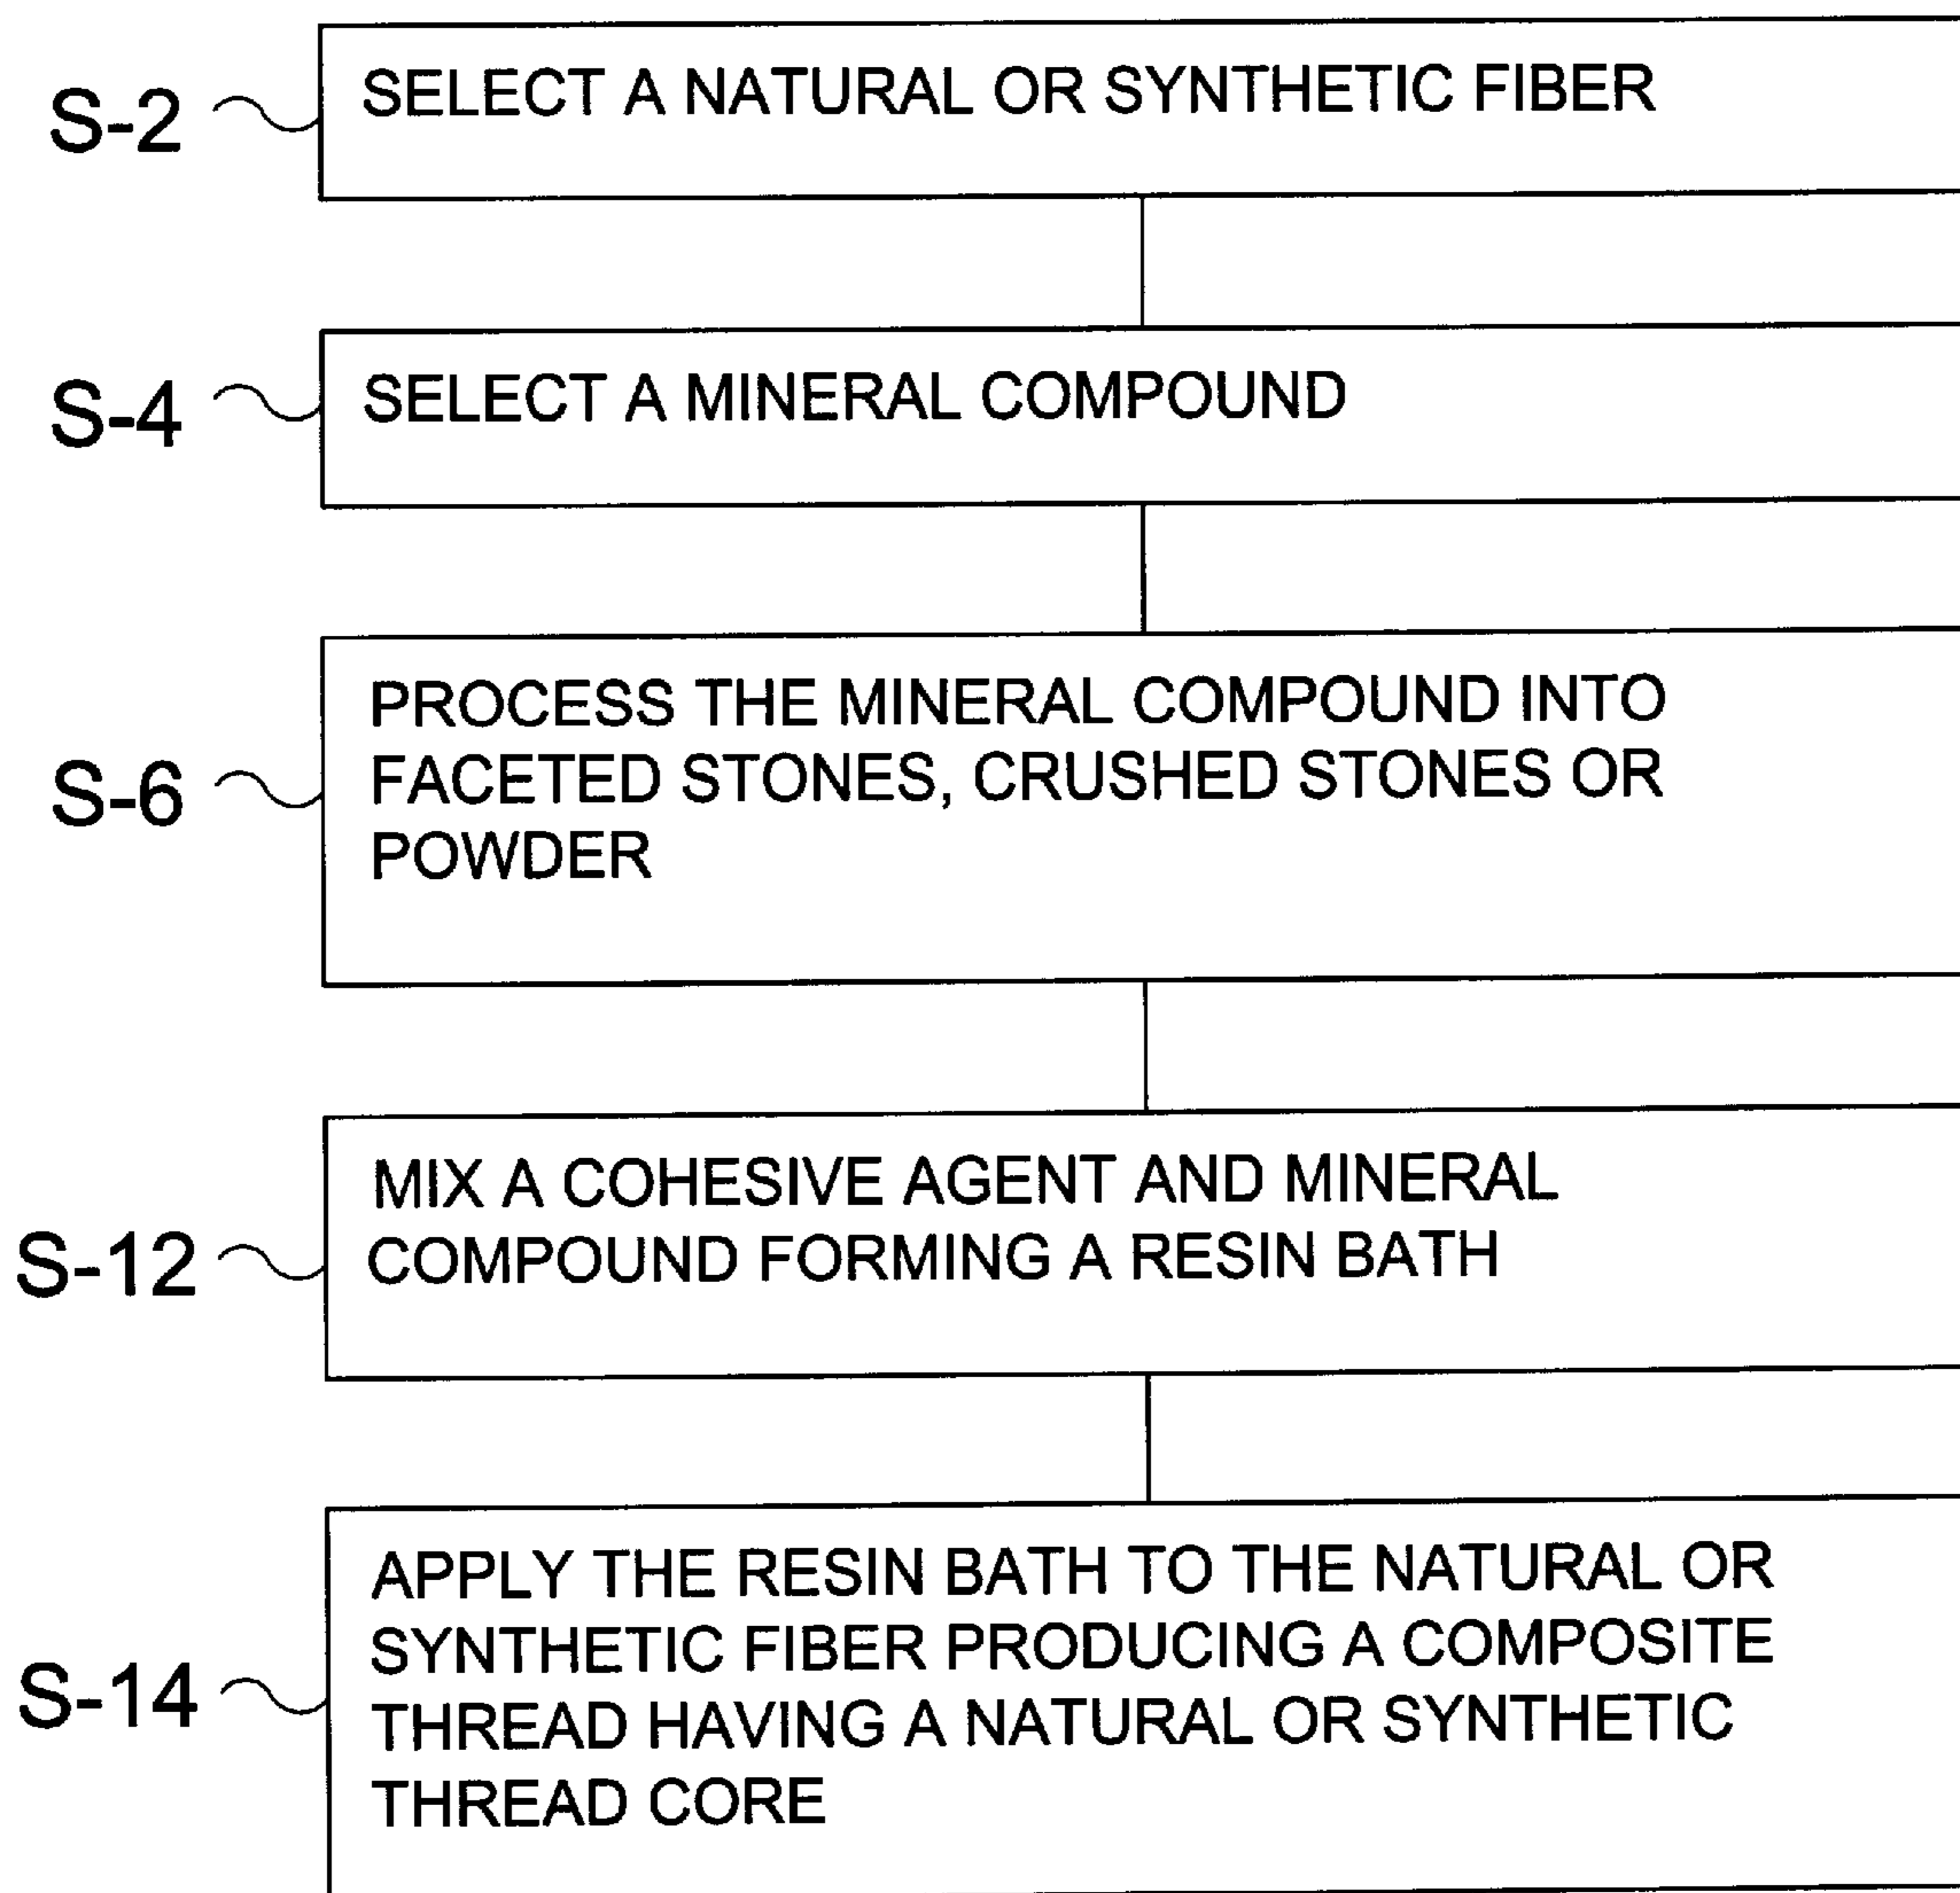 S-2
SELECT A NATURAL OR SYNTHETIC FIBER
S-4
SELECT A MINERAL COMPOUND
S-6
PROCESS THE MINERAL COMPOUND INTO
FACETED STONES, CRUSHED STONES OR
POWDER
S-12
MIX A COHESIVE AGENT AND MINERAL
COMPOUND FORMING A RESIN BATH
S-14
APPLY THE RESIN BATH TO THE NATURAL OR
SYNTHETIC FIBER PRODUCING A COMPOSITE
THREAD HAVING A NATURAL OR SYNTHETIC
THREAD CORE